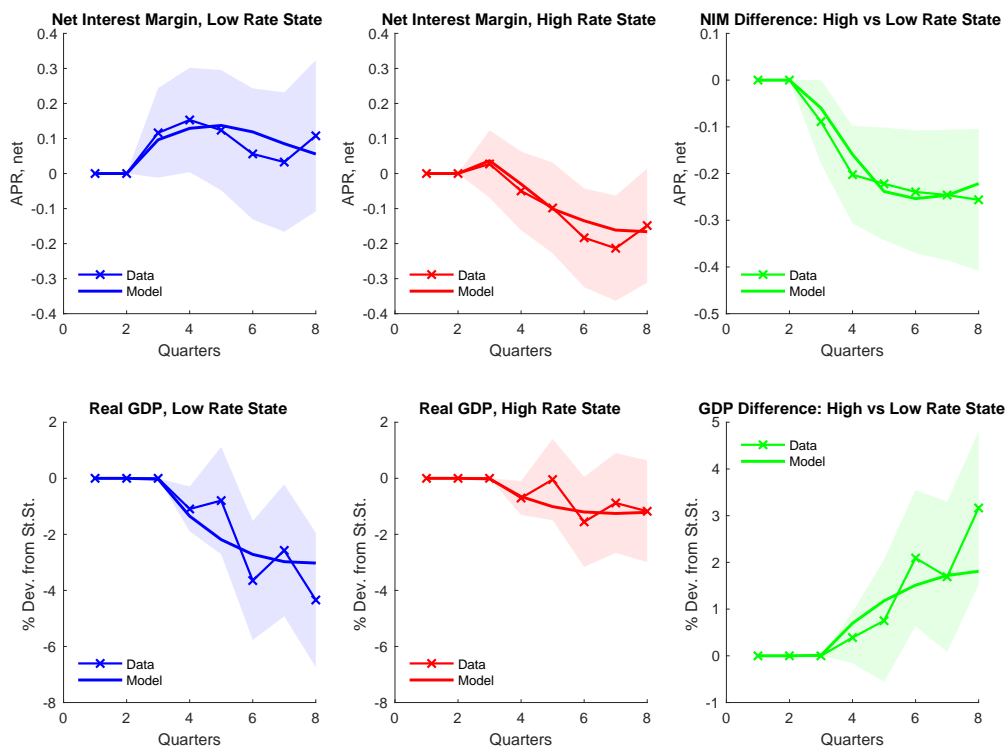 Net Interest Margin, Low Rate State
0.4
0.3
0.2
0.1
0
-0.1
-0.2
-0.3
-0.4
APR, net
Data
Model
0 2 4 6 8
Quarters
Net Interest Margin, High Rate State
0.4
0.3
0.2
0.1
0
-0.1
-0.2
-0.3
-0.4
APR, net
Data
Model
0 2 4 6 8
Quarters
NIM Difference: High vs Low Rate State
0.1
0
-0.1
-0.2
-0.3
-0.4
-0.5
APR, net
Data
Model
0 2 4 6 8
Quarters
Real GDP, Low Rate State
2
0
-2
-4
-6
-8
% Dev. from St.St.
Data
Model
0 2 4 6 8
Quarters
Real GDP, High Rate State
2
0
-2
-4
-6
-8
% Dev. from St.St.
Data
Model
0 2 4 6 8
Quarters
GDP Difference: High vs Low Rate State
5
4
3
2
1
0
-1
% Dev. from St.St.
Data
Model
0 2 4 6 8
Quarters